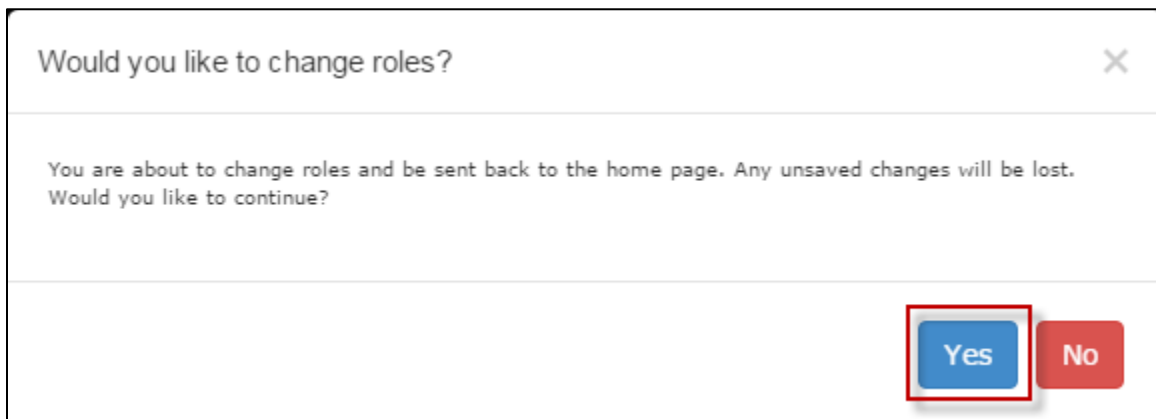 Would you like to change roles?
You are about to change roles and be sent back to the home page. Any unsaved changes will be lost.
Would you like to continue?
Yes No